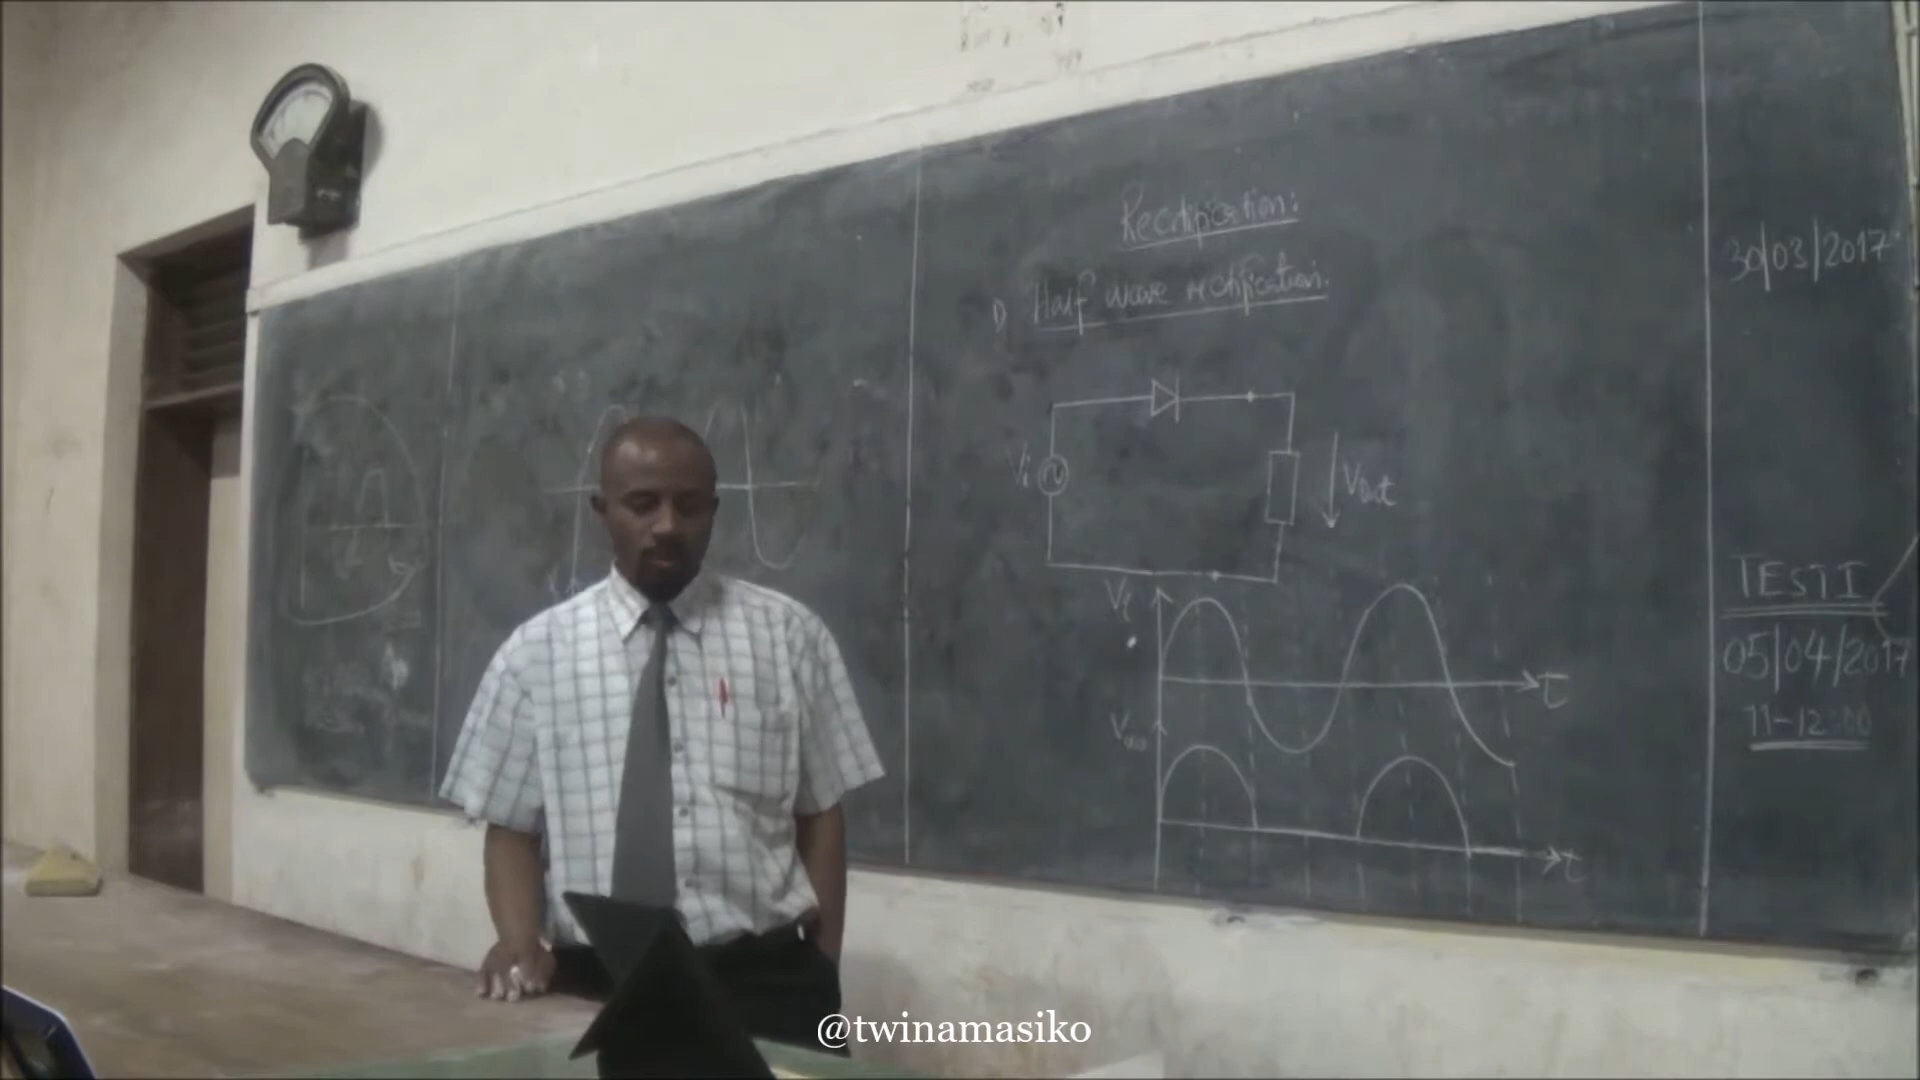 Rectification:
1) Half wave rectification.
Vi
Vout
Vi
t
Vout
t
30/03/2017
TEST I
05/04/2017
11-12:00
@twinamasiko